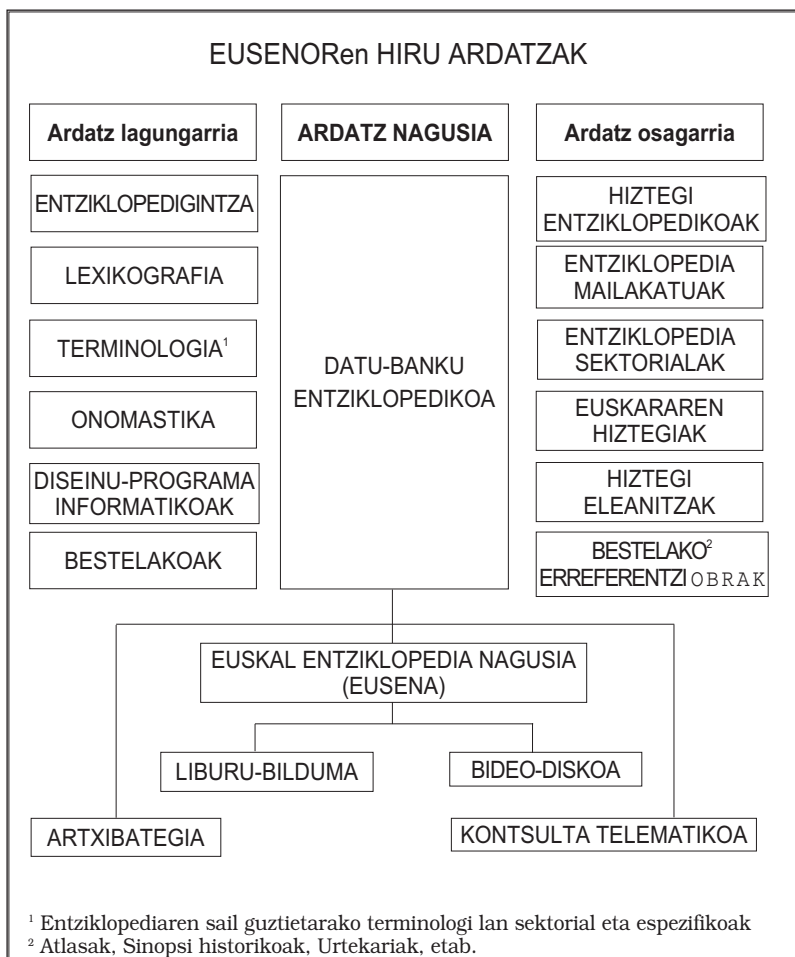 EUSENORen HIRU ARDATZAK
Ardatz lagungarria
ENTZIKLOPEDIGINTZA
LEXIKOGRAFIA
TERMINOLOGIA¹
ONOMASTIKA
DISEINU-PROGRAMA
INFORMATIKOAK
BESTELAKOAK
ARDATZ NAGUSIA
DATU-BANKU
ENTZIKLOPEDIKOA
Ardatz osagarria
HIZTEGI
ENTZIKLOPEDIKOAK
ENTZIKLOPEDIA
MAILAKATUAK
ENTZIKLOPEDIA
SEKTORIALAK
EUSKARAREN
HIZTEGIAK
HIZTEGI
ELEANITZAK
BESTELAKO²
ERREFERENTZI OBRAK
EUSKAL ENTZIKLOPEDIA NAGUSIA
(EUSENA)
LIBURU-BILDUMA
BIDEO-DISKOA
ARTXIBATEGIA
KONTSULTA TELEMATIKOA
¹ Entziklopediaren sail guztietarako terminologi lan sektorial eta espezifikoak
² Atlasak, Sinopsi historikoak, Urtekariak, etab.